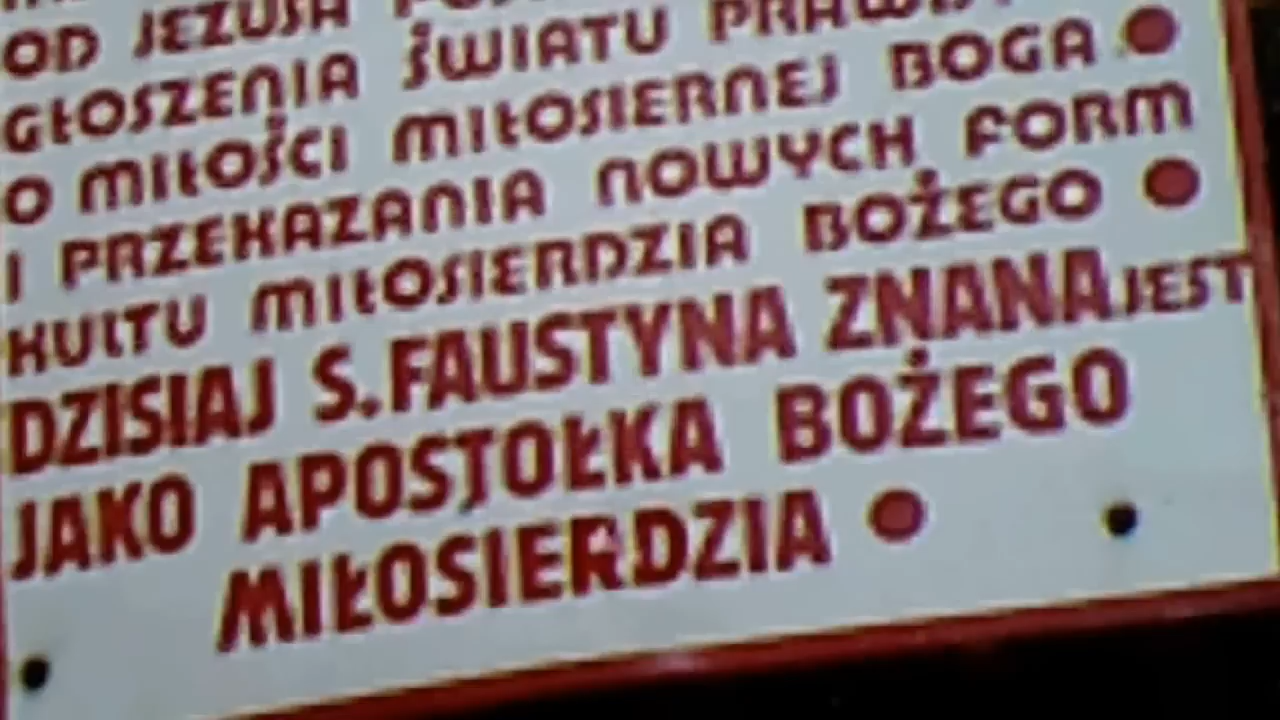 OD JEZUSA
GŁOSZENIA ŚWIATU
O MIŁOŚCI MIŁOSIERNEJ BOGA
I PRZEKAZANIA NOWYCH FORM
KULTU MIŁOSIERDZIA BOŻEGO
DZISIAJ S. FAUSTYNA ZNANA JEST
JAKO APOSTOŁKA BOŻEGO
MIŁOSIERDZIA